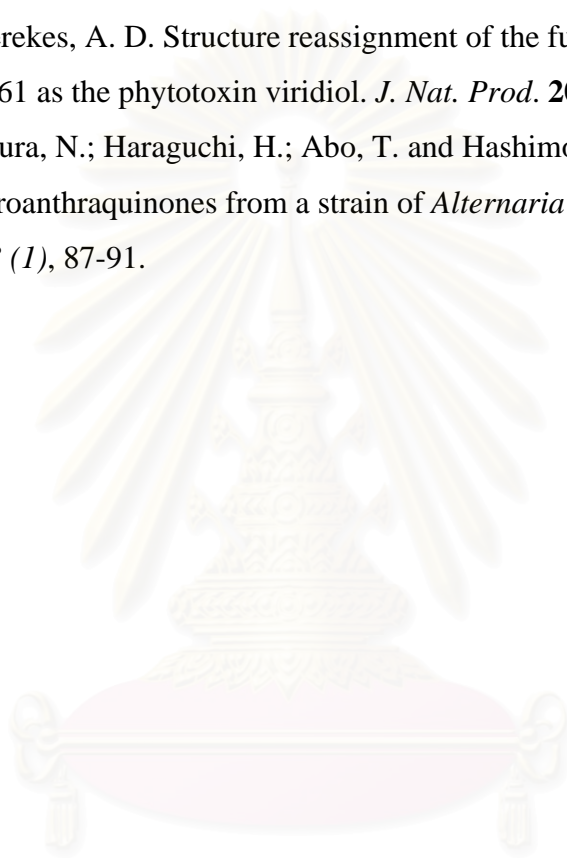 rekes, A. D. Structure reassignment of the fu
61 as the phytotoxin viridiol. J. Nat. Prod. 20
ura, N.; Haraguchi, H.; Abo, T. and Hashimo
roanthraquinones from a strain of Alternaria
(1), 87-91.